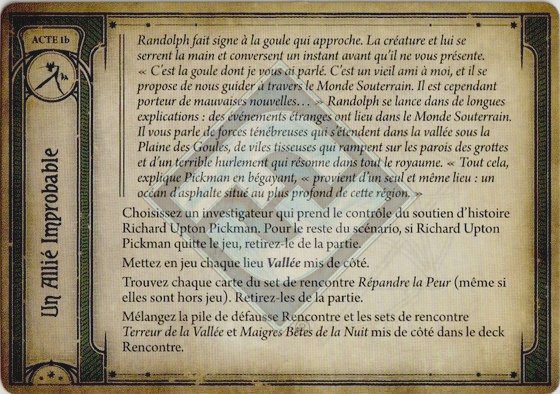 ACTE 1b
Un Allié Improbable
Randolph fait signe à la goule qui approche. La créature et lui se
serrent la main et conversent un instant avant qu'il ne vous présente.
« C'est la goule dont je vous ai parlé. C'est un vieil ami à moi, et il se
propose de nous guider à travers le Monde Souterrain. Il est cependant
porteur de mauvaises nouvelles… » Randolph se lance dans de longues
explications : des événements étranges ont lieu dans le Monde Souterrain.
Il vous parle de forces ténébreuses qui s'étendent dans la vallée sous la
Plaine des Goules, de viles tisseuses qui rampent sur les parois des grottes
et d'un terrible hurlement qui résonne dans tout le royaume. « Tout cela,
explique Pickman en bégayant, « provient d'un seul et même lieu : un
océan d'asphalte situé au plus profond de cette région. »
Choisissez un investigateur qui prend le contrôle du soutien d'histoire
Richard Upton Pickman. Pour le reste du scénario, si Richard Upton
Pickman quitte le jeu, retirez-le de la partie.
Mettez en jeu chaque lieu Vallée mis de côté.
Trouvez chaque carte du set de rencontre Répandre la Peur (même si
elles sont hors jeu). Retirez-les de la partie.
Mélangez la pile de défausse Rencontre et les sets de rencontre
Terreur de la Vallée et Maigres Bêtes de la Nuit mis de côté dans le deck
Rencontre.